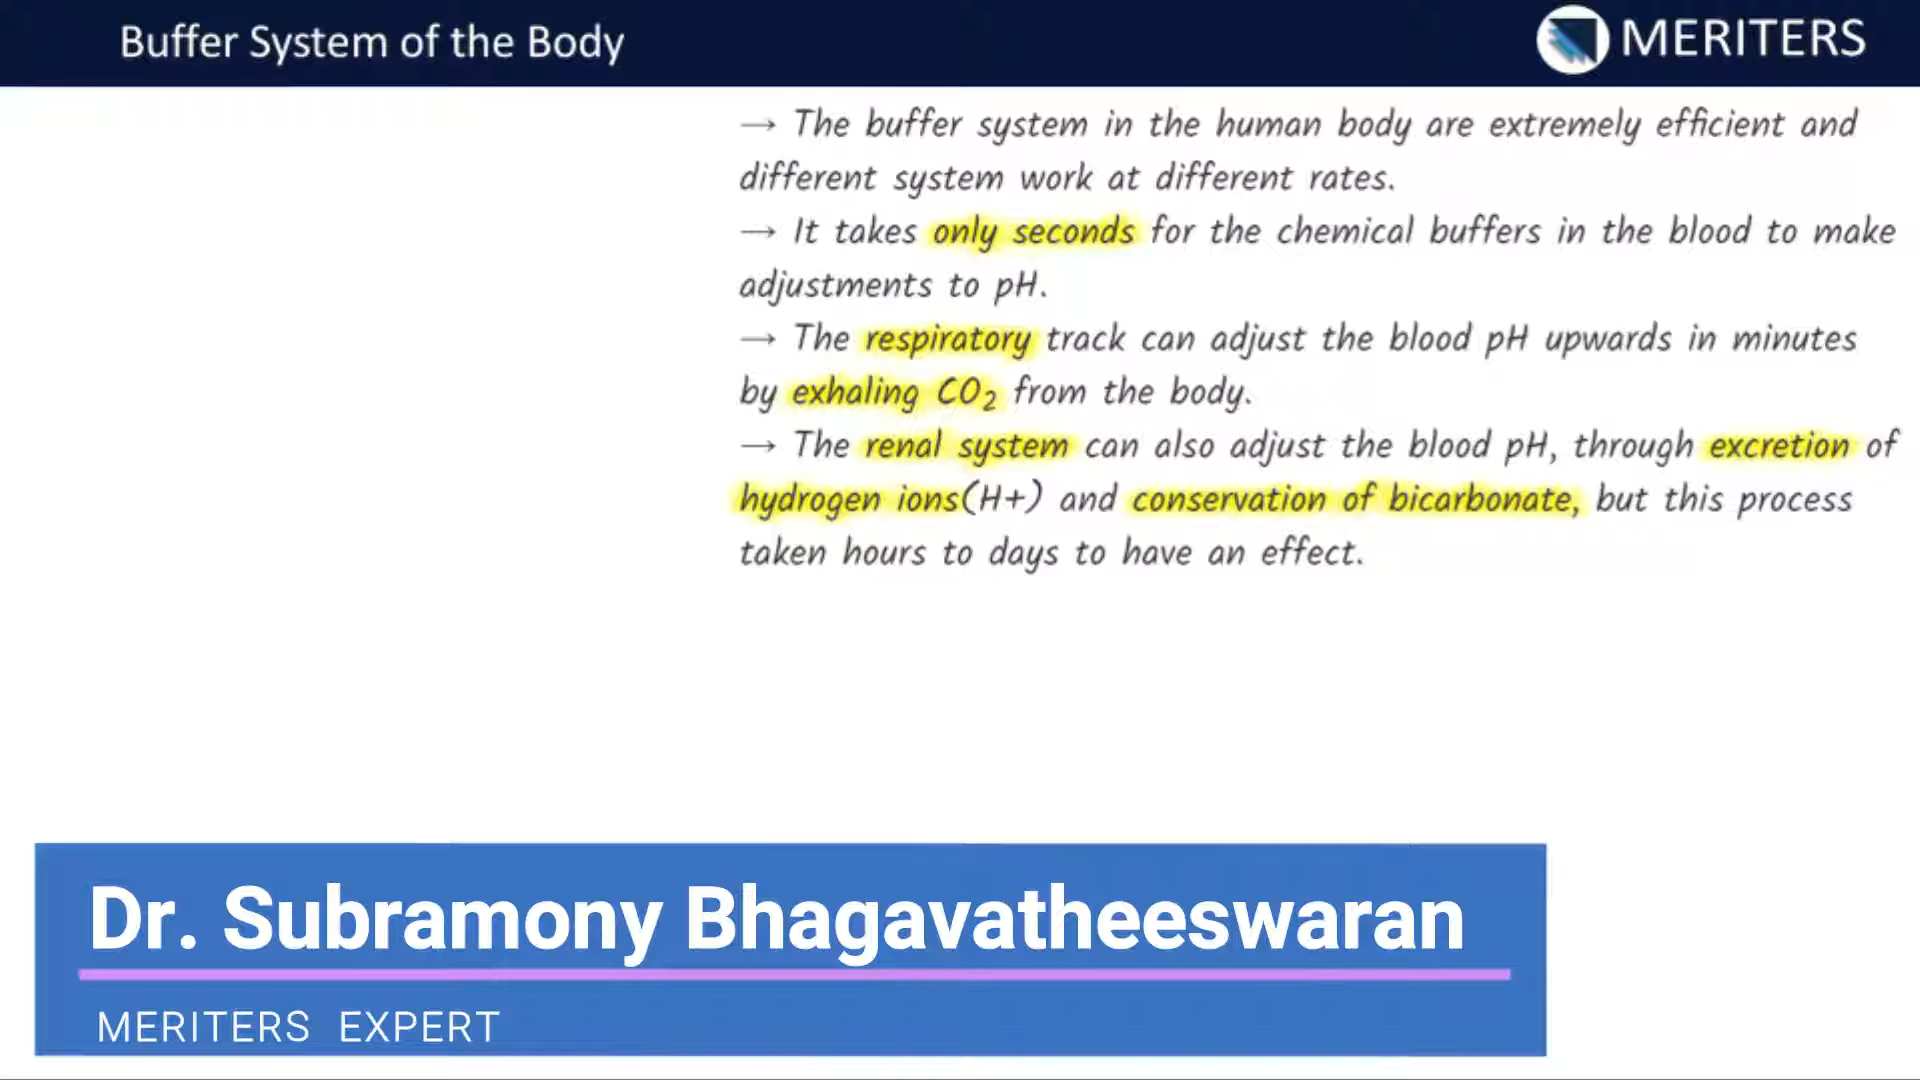 Buffer System of the Body
MERITERS
→ The buffer system in the human body are extremely efficient and
different system work at different rates.
→ It takes only seconds for the chemical buffers in the blood to make
adjustments to pH.
→ The respiratory track can adjust the blood pH upwards in minutes
by exhaling CO₂ from the body.
→ The renal system can also adjust the blood pH, through excretion of
hydrogen ions(H+) and conservation of bicarbonate, but this process
taken hours to days to have an effect.
Dr. Subramony Bhagavatheeswaran
MERITERS EXPERT